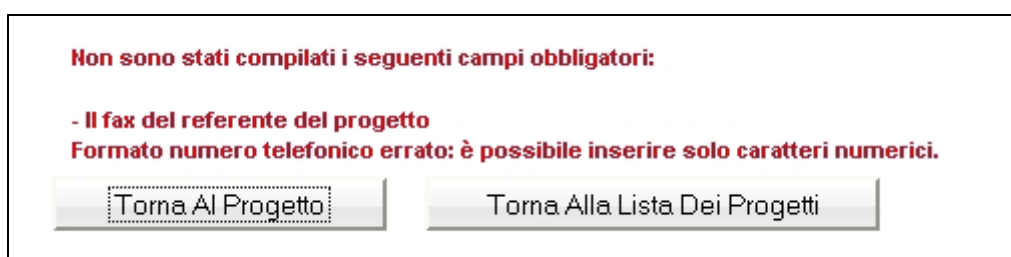 Non sono stati compilati i seguenti campi obbligatori:
- Il fax del referente del progetto
Formato numero telefonico errato: è possibile inserire solo caratteri numerici.
Torna Al Progetto
Torna Alla Lista Dei Progetti